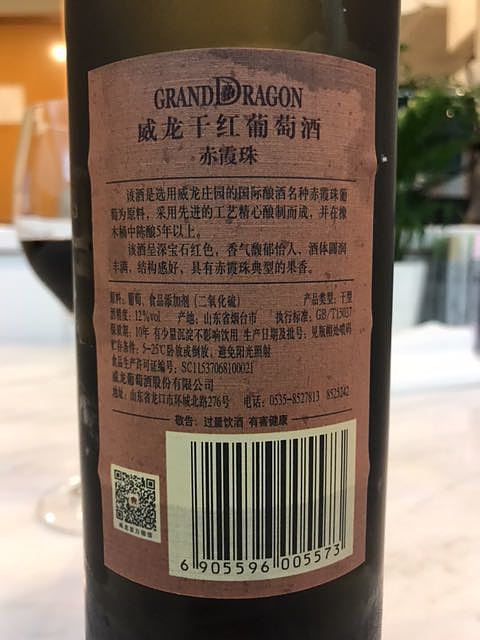 GRAND DRAGON
威龙干红葡萄酒
赤霞珠
该酒是选用威龙庄园的国际酿酒名种赤霞珠葡
萄为原料，采用先进的工艺精心酿制而成，并在橡
木桶中陈酿5年以上。
该酒呈深宝石红色，香气馥郁怡人，酒体圆润
丰满，结构感好，具有赤霞珠典型的果香。
原料：葡萄、食品添加剂（二氧化硫） 产品类型：干型
酒精度：12%vol 产地：山东省烟台市 执行标准：GB/T15037
保质期：10年 有少量沉淀不影响饮用 生产日期及批号：见瓶帽处喷码
贮存条件：5-25℃卧放或倒放，避免阳光照射
食品生产许可证编号：SC11537068100021
威龙葡萄酒股份有限公司
地址：山东省龙口市环城北路276号 电话：0535-8527813 8525242
敬告：过量饮酒 有害健康
6 905596 005573